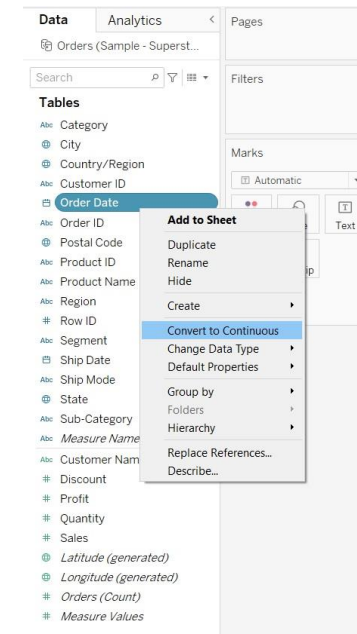 Data Analytics
Pages
Orders (Sample - Superst...
Search
Filters
Tables
Abc Category
City
Country/Region
Abc Customer ID
Order Date
Abc Order ID
Postal Code
Abc Product ID
Abc Product Name
Abc Region
# Row ID
Abc Segment
Ship Date
Abc Ship Mode
State
Abc Sub-Category
Abc Measure Name
Abc Customer Nam
# Discount
# Profit
# Quantity
# Sales
Latitude (generated)
Longitude (generated)
# Orders (Count)
# Measure Values
Marks
Automatic
Text
ip
Add to Sheet
Duplicate
Rename
Hide
Create
Convert to Continuous
Change Data Type
Default Properties
Group by
Folders
Hierarchy
Replace References...
Describe...